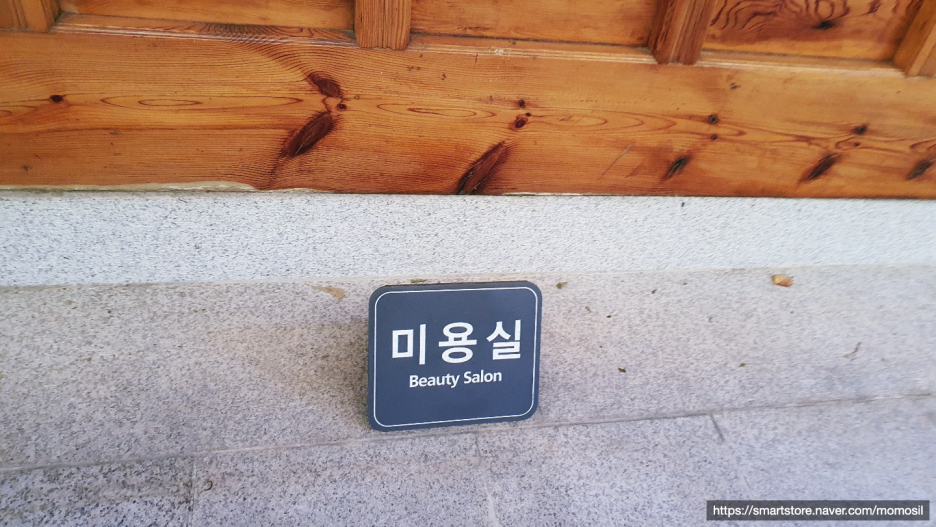 미용실
Beauty Salon
https://smartstore.naver.com/momosil